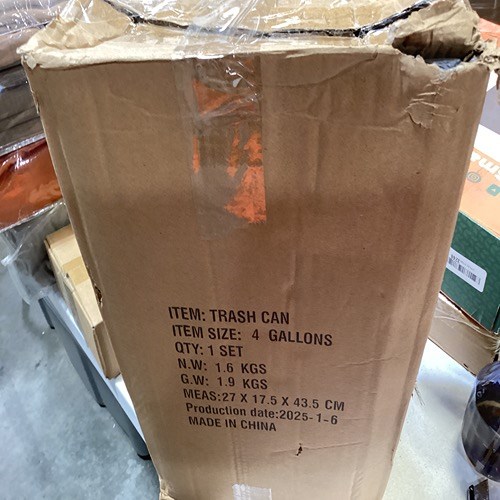 ITEM: TRASH CAN
ITEM SIZE: 4 GALLONS
QTY: 1 SET
N.W: 1.6 KGS
G.W: 1.9 KGS
MEAS:27 X 17.5 X 43.5 CM
Production date:2025-1-6
MADE IN CHINA